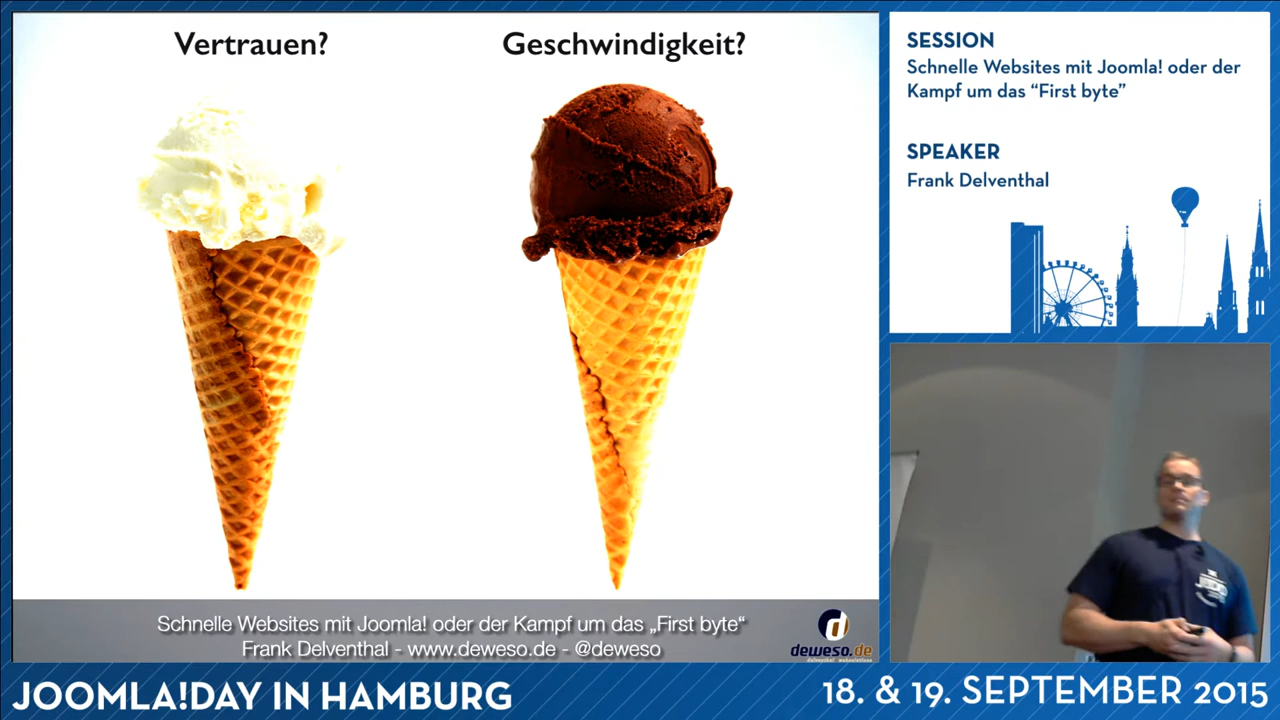 Vertrauen?
Geschwindigkeit?
Schnelle Websites mit Joomla! oder der Kampf um das „First byte“
Frank Delventhal - www.deweso.de - @deweso
deweso.de
delventhal websolutions
SESSION
Schnelle Websites mit Joomla! oder der
Kampf um das “First byte”
SPEAKER
Frank Delventhal
JOOMLA!DAY IN HAMBURG
18. & 19. SEPTEMBER 2015